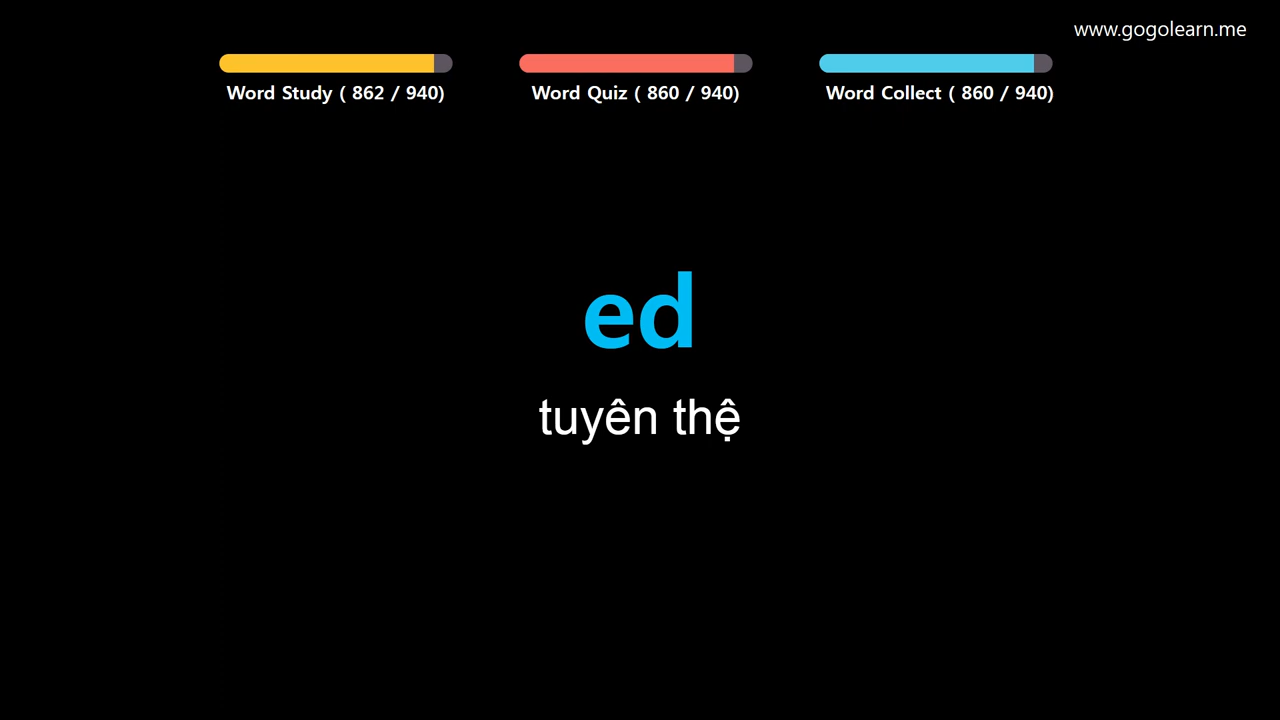 www.gogolearn.me
Word Study ( 862 / 940)
Word Quiz ( 860 / 940)
Word Collect ( 860 / 940)
ed
tuyên thệ